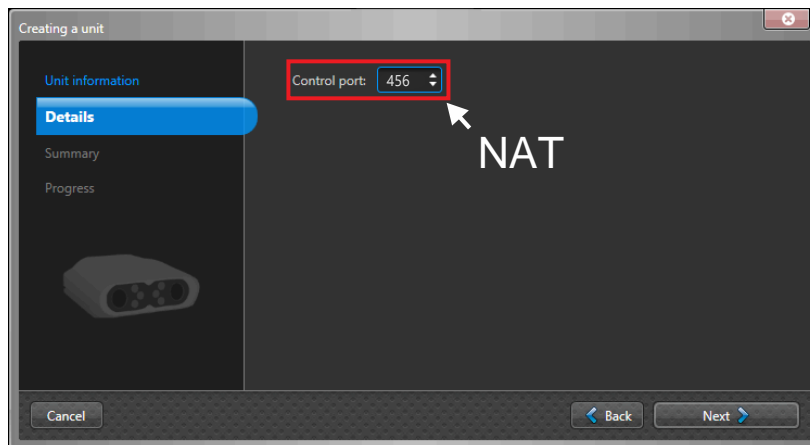 Creating a unit
Unit information
Details
Summary
Progress
Control port: 456
NAT
Cancel
Back
Next